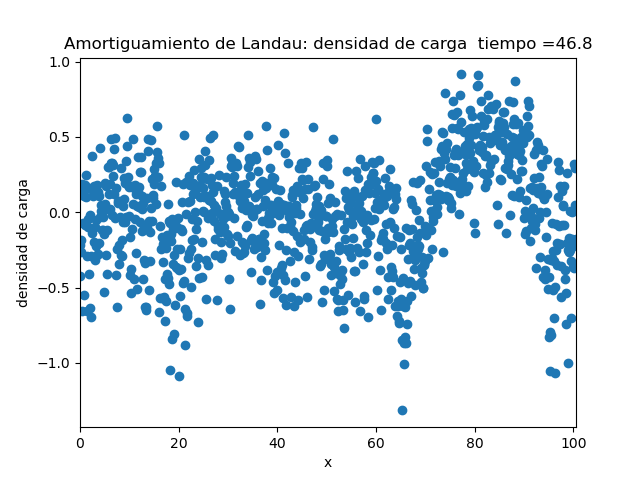 Amortiguamiento de Landau: densidad de carga  tiempo =46.8
1.0
0.5
0.0
−0.5
−1.0
densidad de carga
0 20 40 60 80 100
x